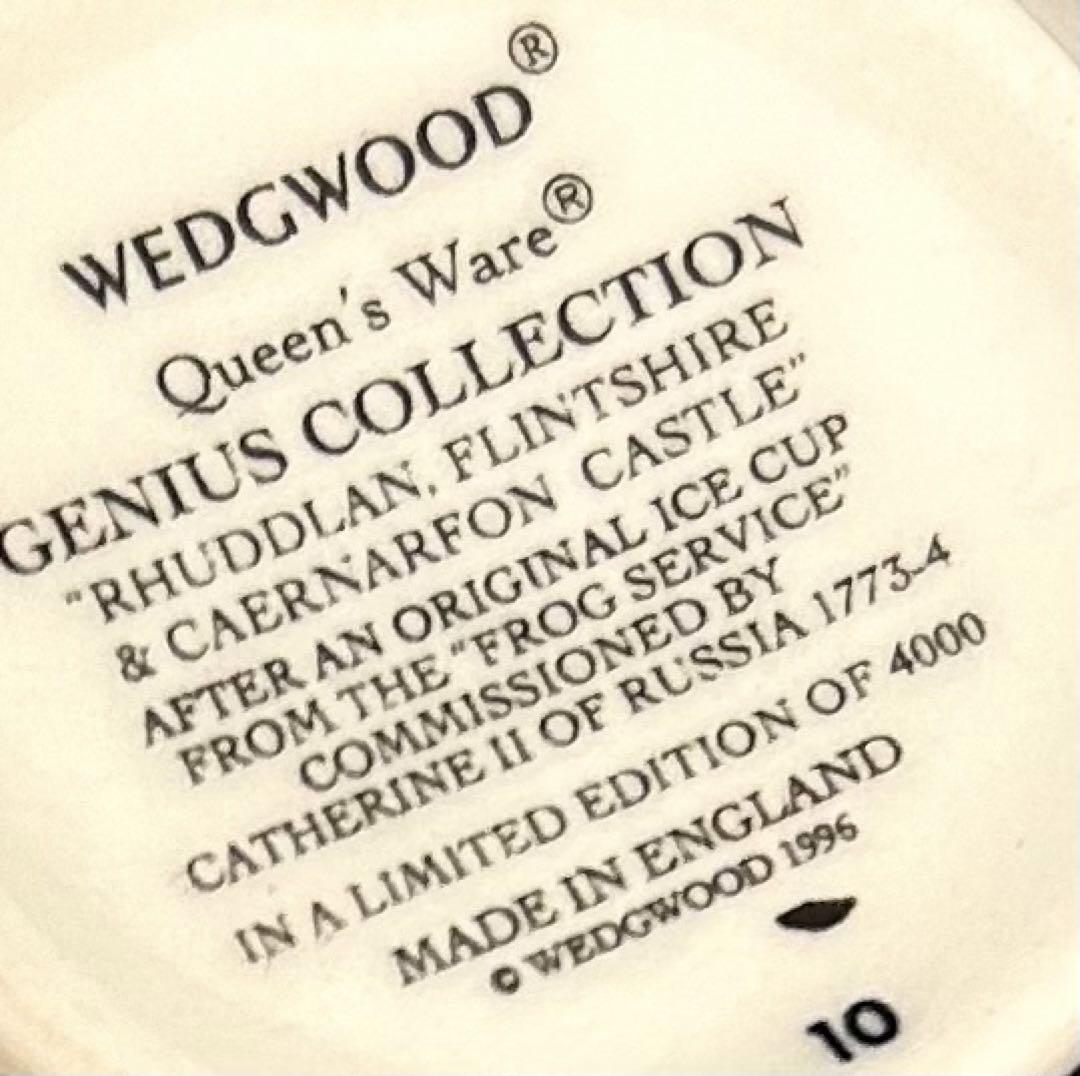 WEDGWOOD®
Queen's Ware®
GENIUS COLLECTION
"RHUDDLAN, FLINTSHIRE
& CAERNARFON CASTLE"
AFTER AN ORIGINAL ICE CUP
FROM THE "FROG SERVICE"
COMMISSIONED BY
CATHERINE II OF RUSSIA 1773-4
IN A LIMITED EDITION OF 4000
MADE IN ENGLAND
© WEDGWOOD 1996
10